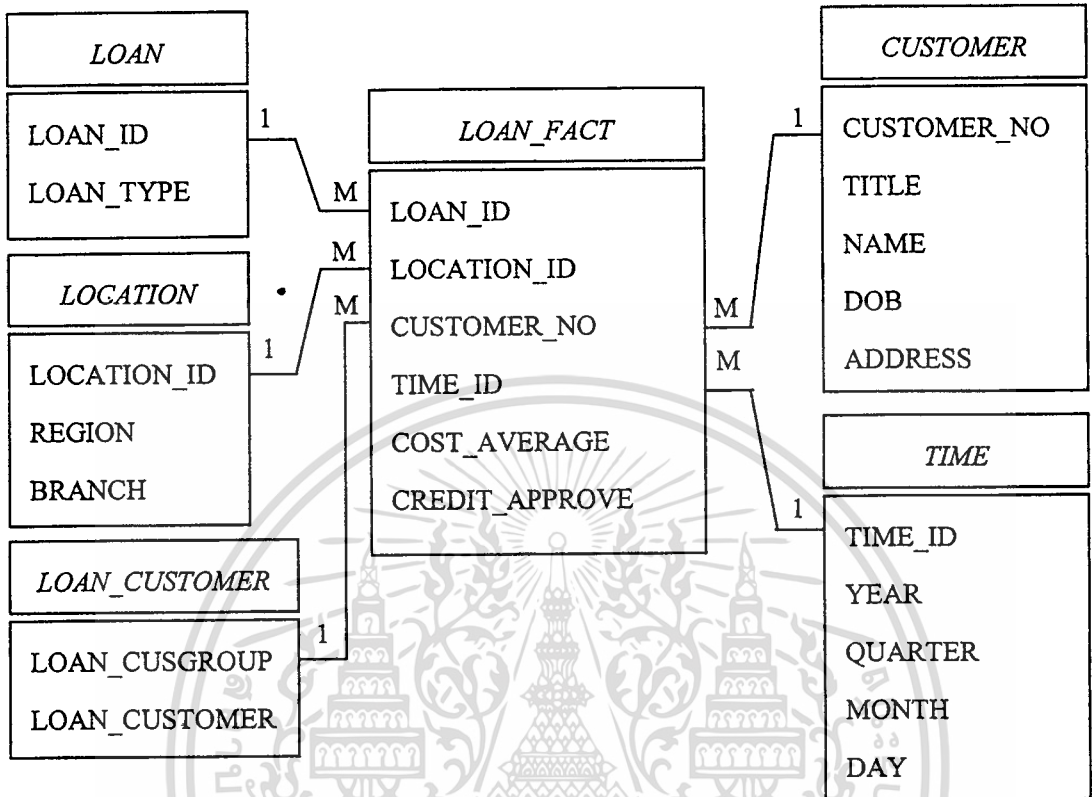 LOAN
LOAN_ID
LOAN_TYPE
1
M
LOCATION
LOCATION_ID
REGION
BRANCH
1
M
LOAN_CUSTOMER
LOAN_CUSGROUP
LOAN_CUSTOMER
1
M
LOAN_FACT
LOAN_ID
LOCATION_ID
CUSTOMER_NO
TIME_ID
COST_AVERAGE
CREDIT_APPROVE
CUSTOMER
CUSTOMER_NO
TITLE
NAME
DOB
ADDRESS
1
M
TIME
TIME_ID
YEAR
QUARTER
MONTH
DAY
1
M